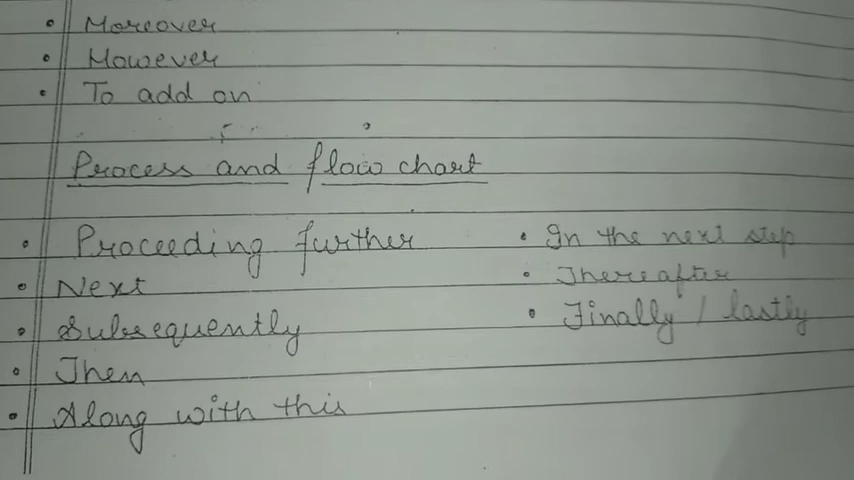 • Moreover
• However
• To add on
Process and flow chart
• Proceeding further
• Next
• Subsequently
• Then
• Along with this
• In the next step
• Thereafter
• Finally / lastly